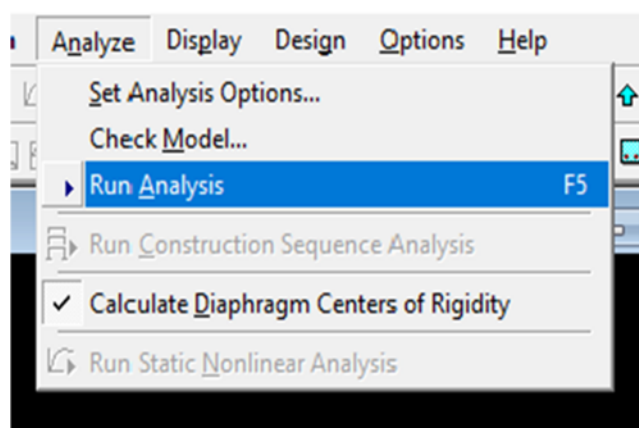 Analyze Display Design Options Help
Set Analysis Options...
Check Model...
Run Analysis F5
Run Construction Sequence Analysis
Calculate Diaphragm Centers of Rigidity
Run Static Nonlinear Analysis